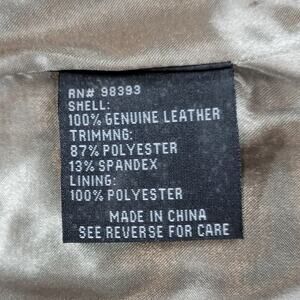 RN# 98393
SHELL:
100% GENUINE LEATHER
TRIMMNG:
87% POLYESTER
13% SPANDEX
LINING:
100% POLYESTER
MADE IN CHINA
SEE REVERSE FOR CARE